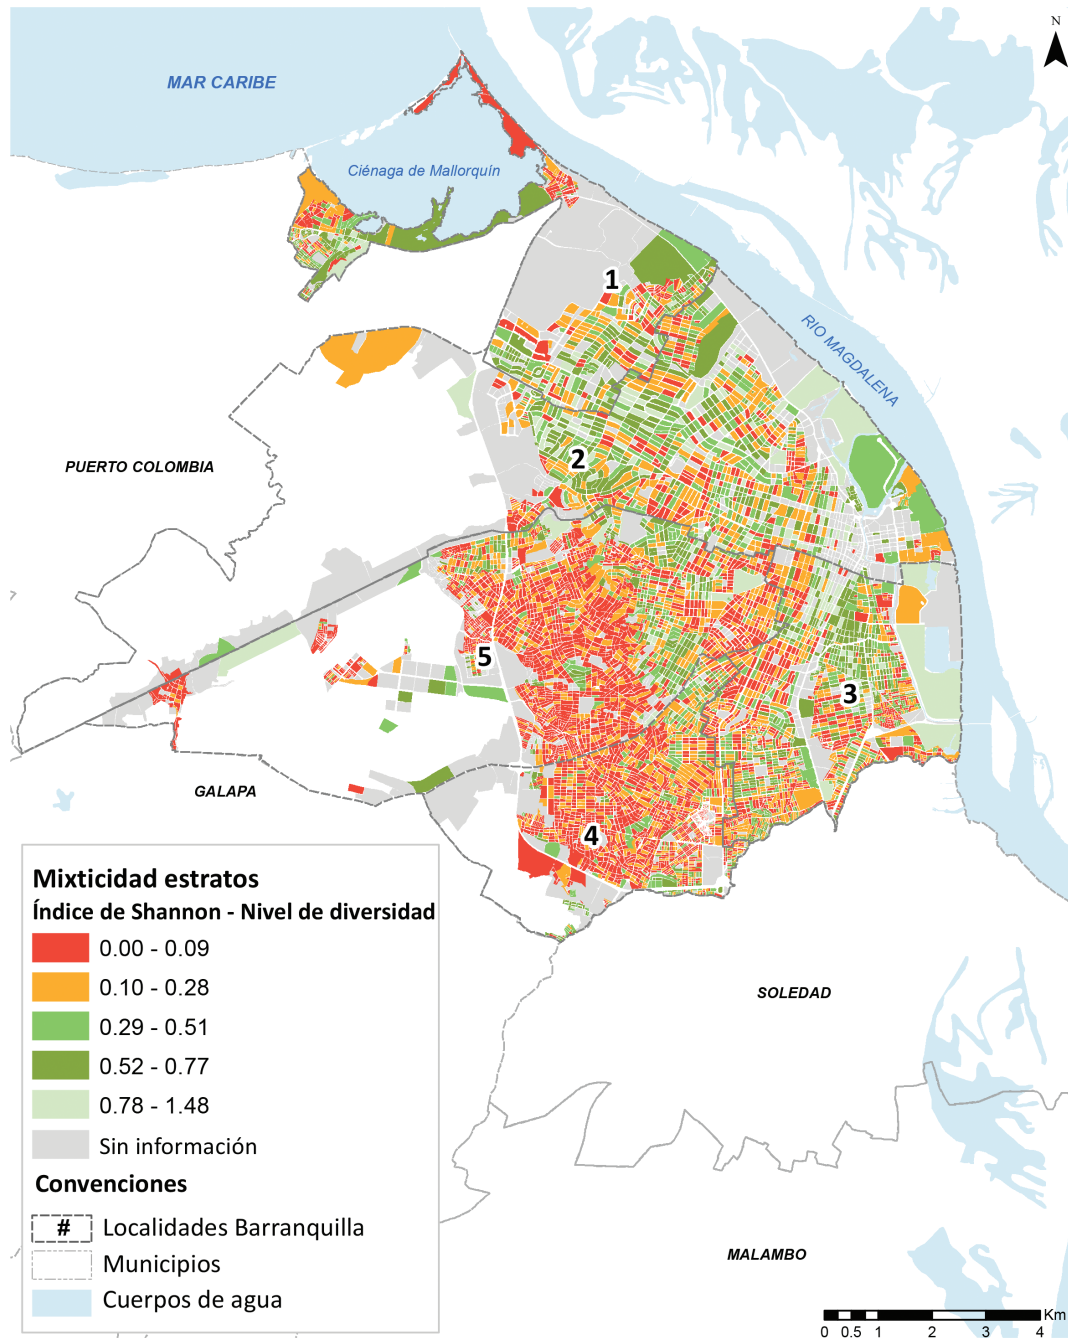 N
MAR CARIBE
Ciénaga de Mallorquín
1
RIO MAGDALENA
PUERTO COLOMBIA
2
5
3
GALAPA
4
Mixticidad estratos
Índice de Shannon - Nivel de diversidad
0.00 - 0.09
0.10 - 0.28
0.29 - 0.51
0.52 - 0.77
0.78 - 1.48
Sin información
Convenciones
# Localidades Barranquilla
Municipios
Cuerpos de agua
SOLEDAD
MALAMBO
Km
0 0.5 1 2 3 4